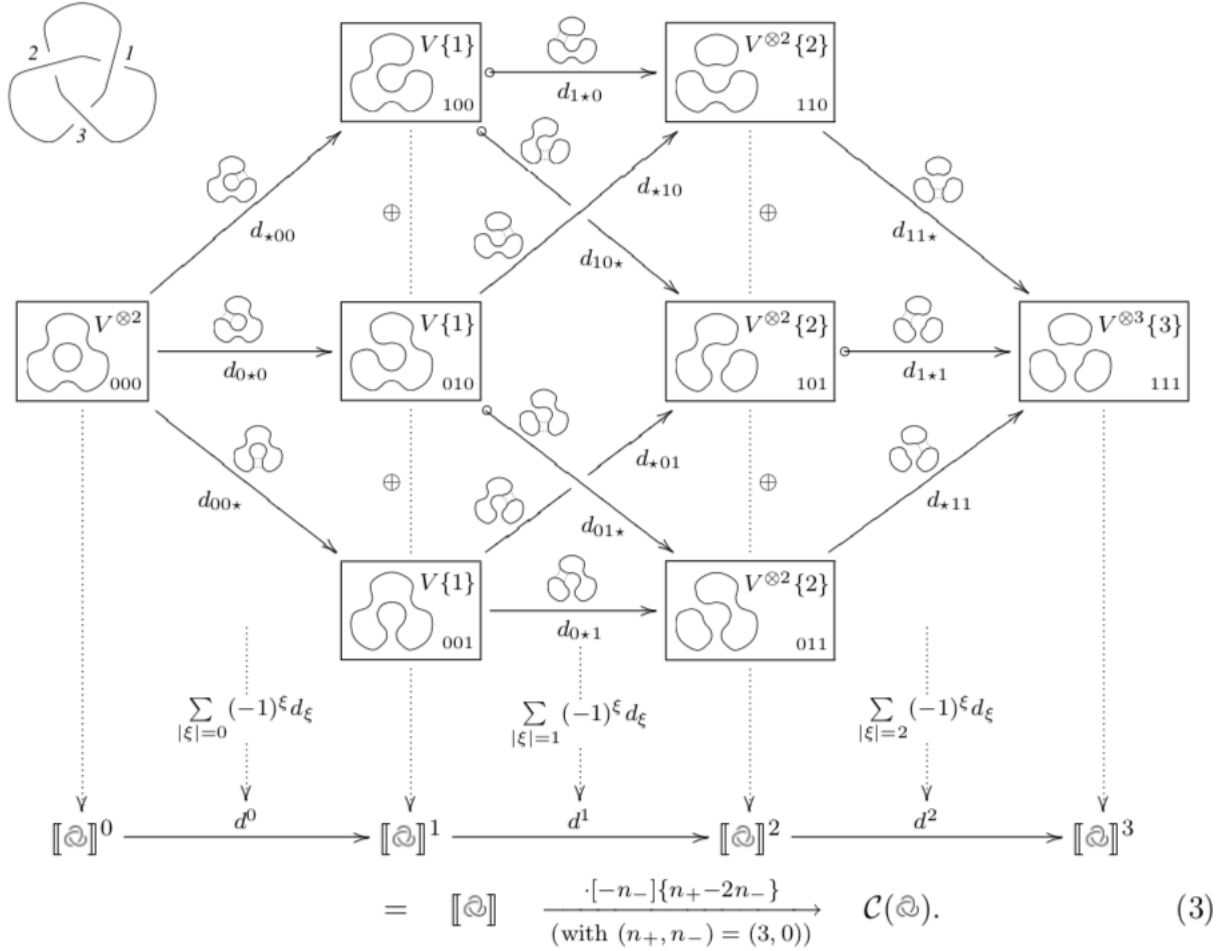 2 1
3
V{1}
100
d_{1⋆0}
V^{⊗2}{2}
110
d_{⋆00}
⊕
d_{⋆10}
d_{10⋆}
⊕
d_{11⋆}
V^{⊗2}
000
d_{0⋆0}
V{1}
010
V^{⊗2}{2}
101
d_{1⋆1}
V^{⊗3}{3}
111
d_{00⋆}
⊕
d_{⋆01}
d_{01⋆}
⊕
d_{⋆11}
V{1}
001
d_{0⋆1}
V^{⊗2}{2}
011
∑_{|ξ|=0} (-1)^ξ d_ξ
∑_{|ξ|=1} (-1)^ξ d_ξ
∑_{|ξ|=2} (-1)^ξ d_ξ
⟦ ⟧^0 d^0 ⟦ ⟧^1 d^1 ⟦ ⟧^2 d^2 ⟦ ⟧^3
= ⟦ ⟧ ·[−n_−]{n_+−2n_−} C( ). (3)
(with (n_+, n_−) = (3, 0))